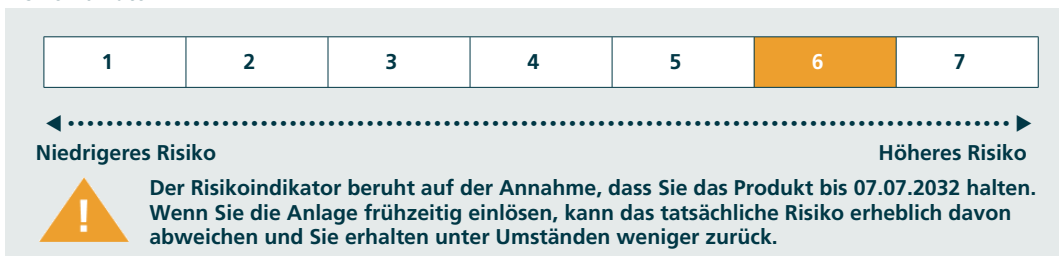 1 2 3 4 5 6 7
Niedrigeres Risiko Höheres Risiko
! Der Risikoindikator beruht auf der Annahme, dass Sie das Produkt bis 07.07.2032 halten.
Wenn Sie die Anlage frühzeitig einlösen, kann das tatsächliche Risiko erheblich davon
abweichen und Sie erhalten unter Umständen weniger zurück.